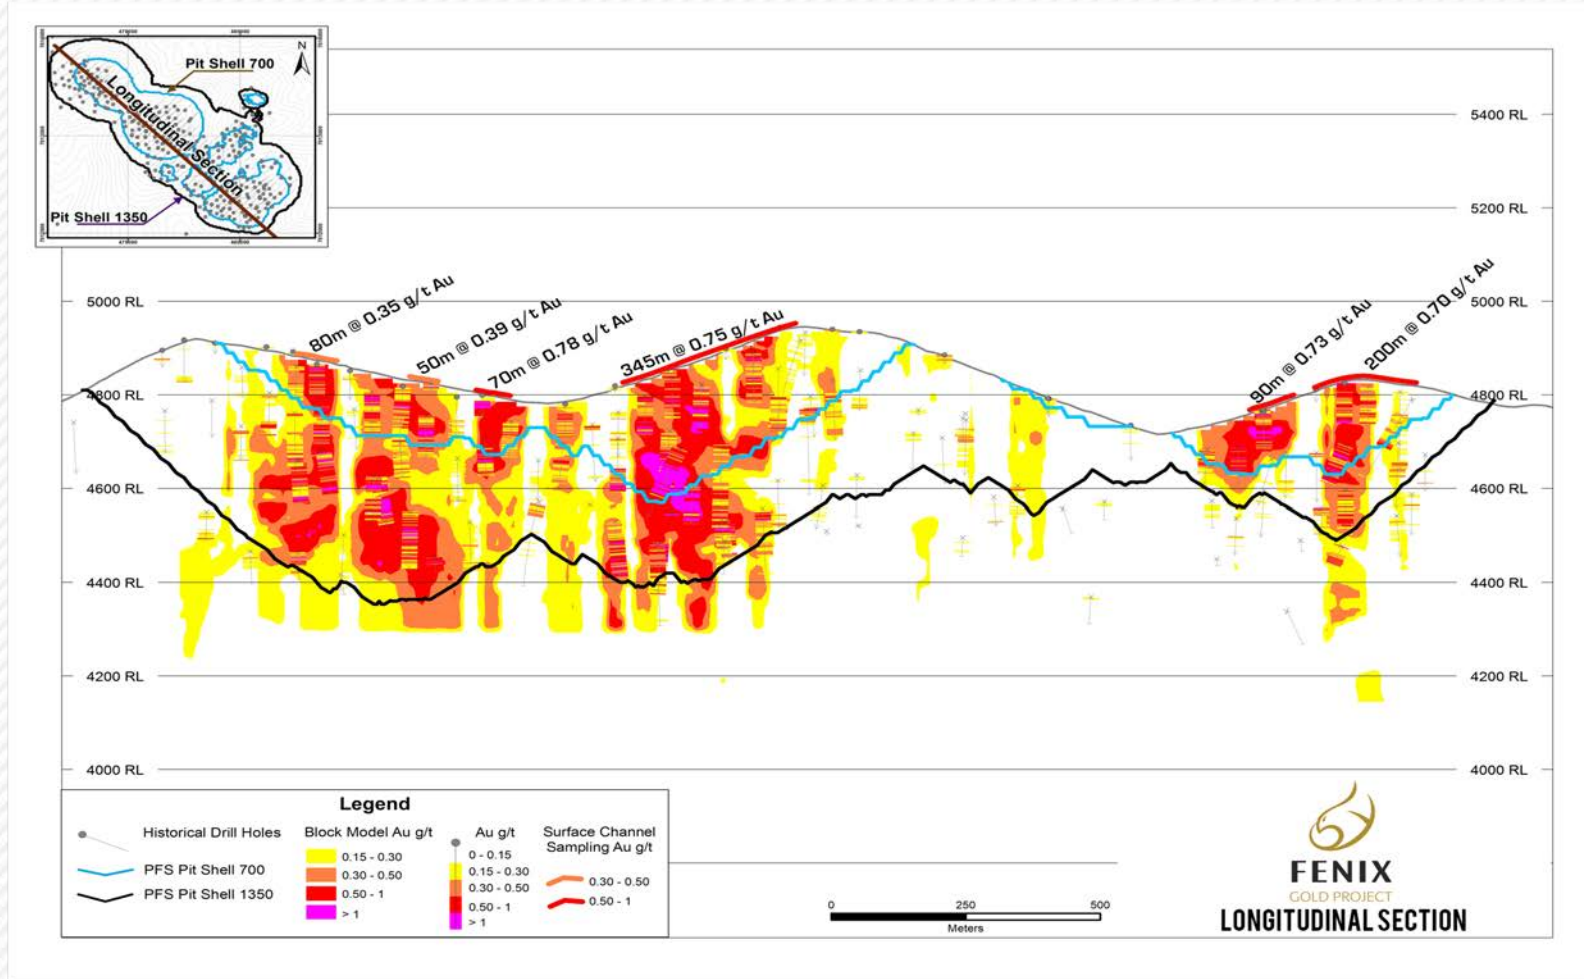 N
Pit Shell 700
Longitudinal Section
Pit Shell 1350
5400 RL
5200 RL
5000 RL
5000 RL
4800 RL
4800 RL
4600 RL
4600 RL
4400 RL
4400 RL
4200 RL
4200 RL
4000 RL
4000 RL
80m @ 0.35 g/t Au
50m @ 0.39 g/t Au
70m @ 0.78 g/t Au
345m @ 0.75 g/t Au
90m @ 0.73 g/t Au
200m @ 0.70 g/t Au
Legend
Historical Drill Holes
PFS Pit Shell 700
PFS Pit Shell 1350
Block Model Au g/t
0.15 - 0.30
0.30 - 0.50
0.50 - 1
> 1
Au g/t
0 - 0.15
0.15 - 0.30
0.30 - 0.50
0.50 - 1
> 1
Surface Channel
Sampling Au g/t
0.30 - 0.50
0.50 - 1
0
250
500
Meters
FENIX
GOLD PROJECT
LONGITUDINAL SECTION